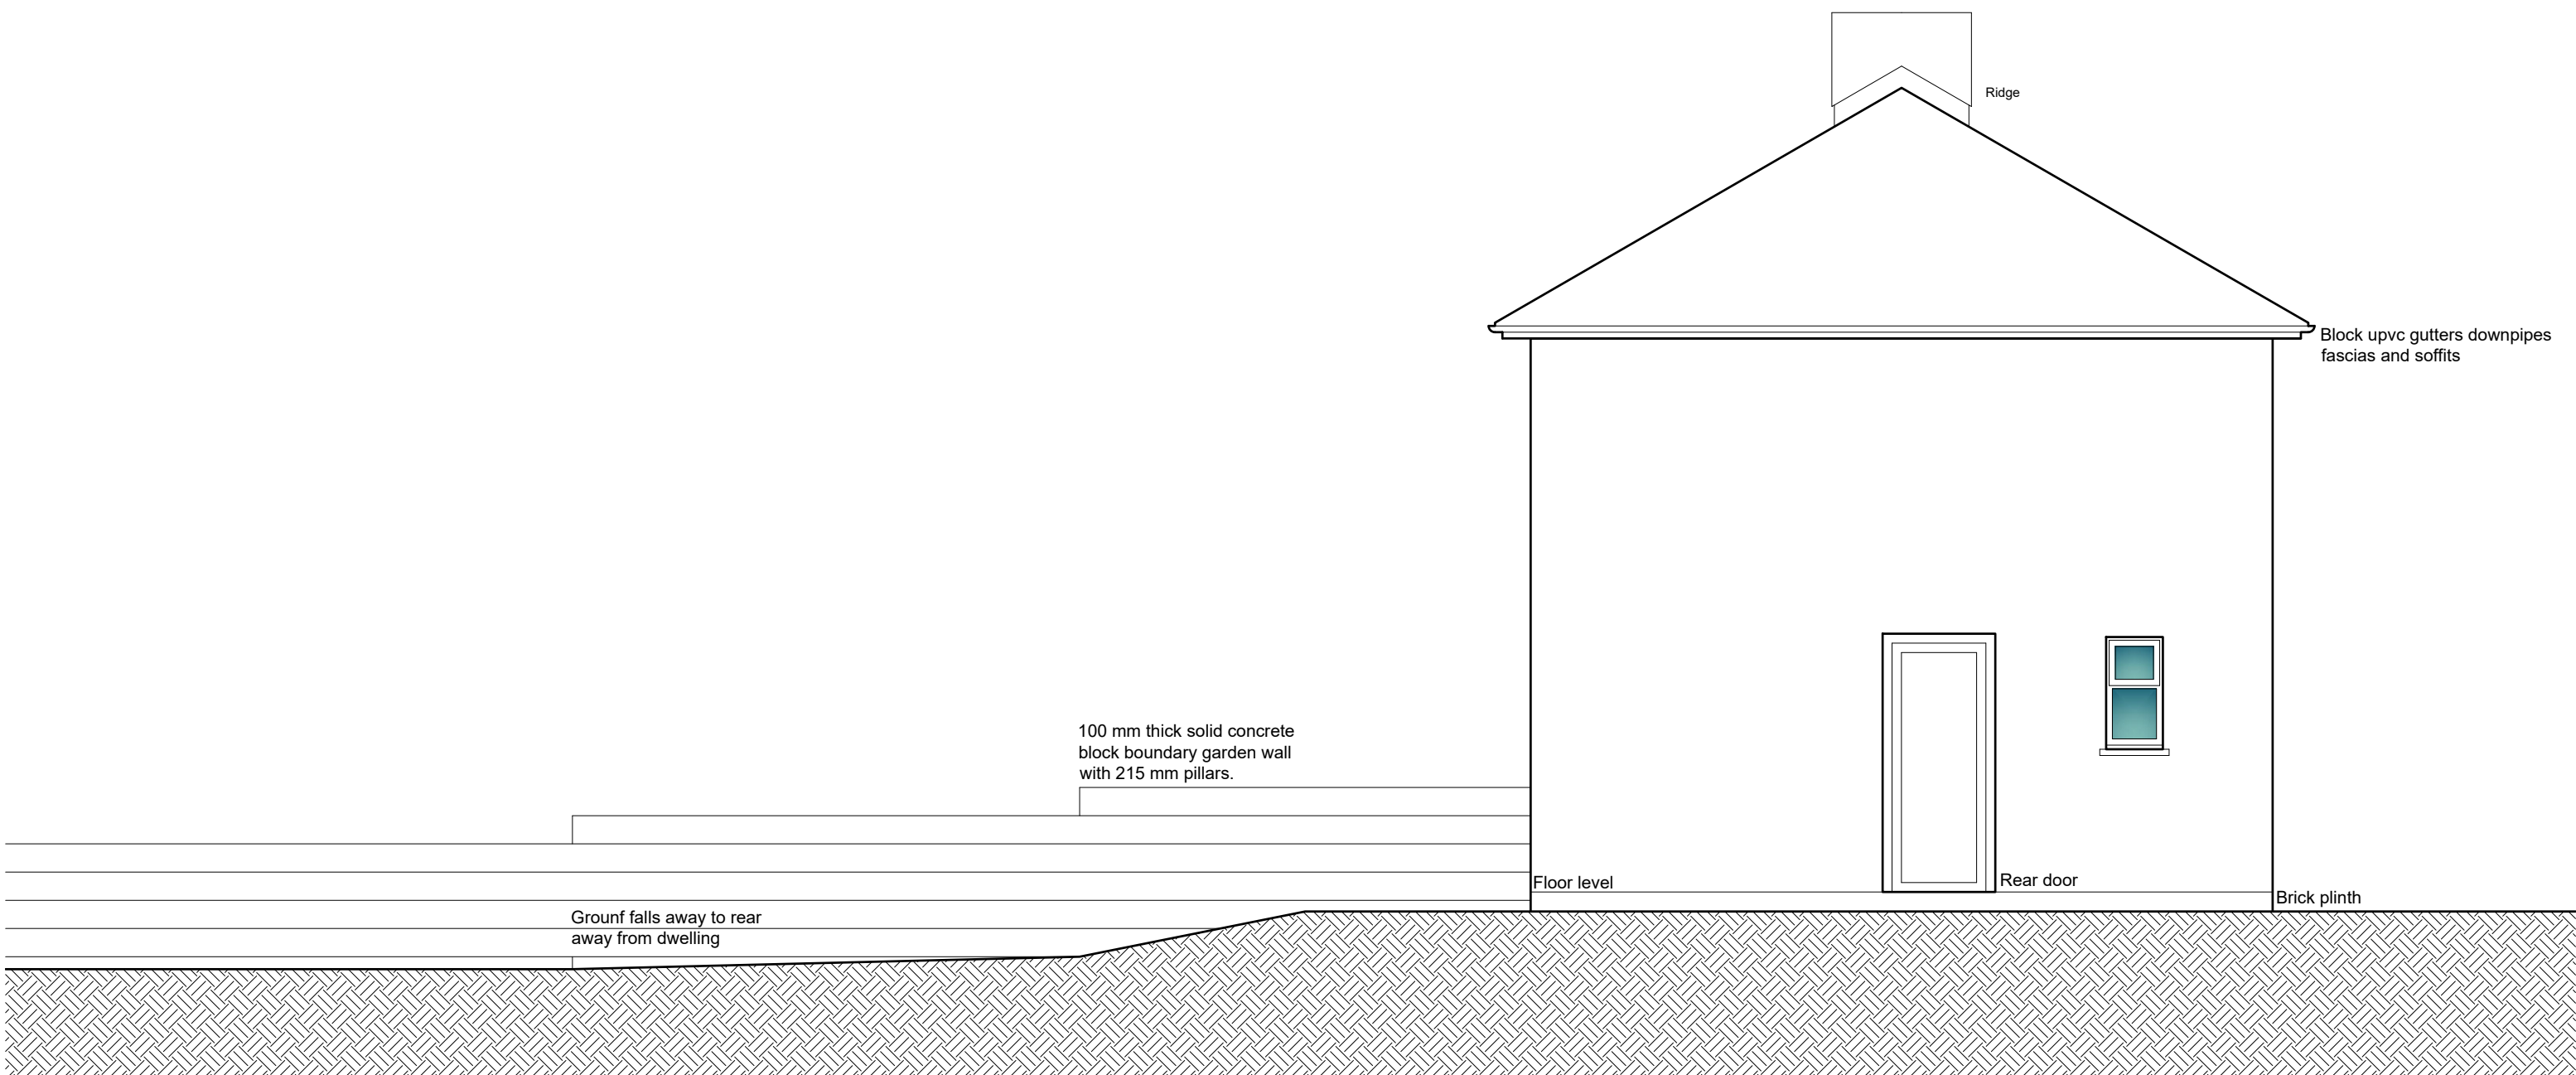 Ridge
Block upvc gutters downpipes
fascias and soffits
100 mm thick solid concrete
block boundary garden wall
with 215 mm pillars.
Floor level
Rear door
Brick plinth
Grounf falls away to rear
away from dwelling